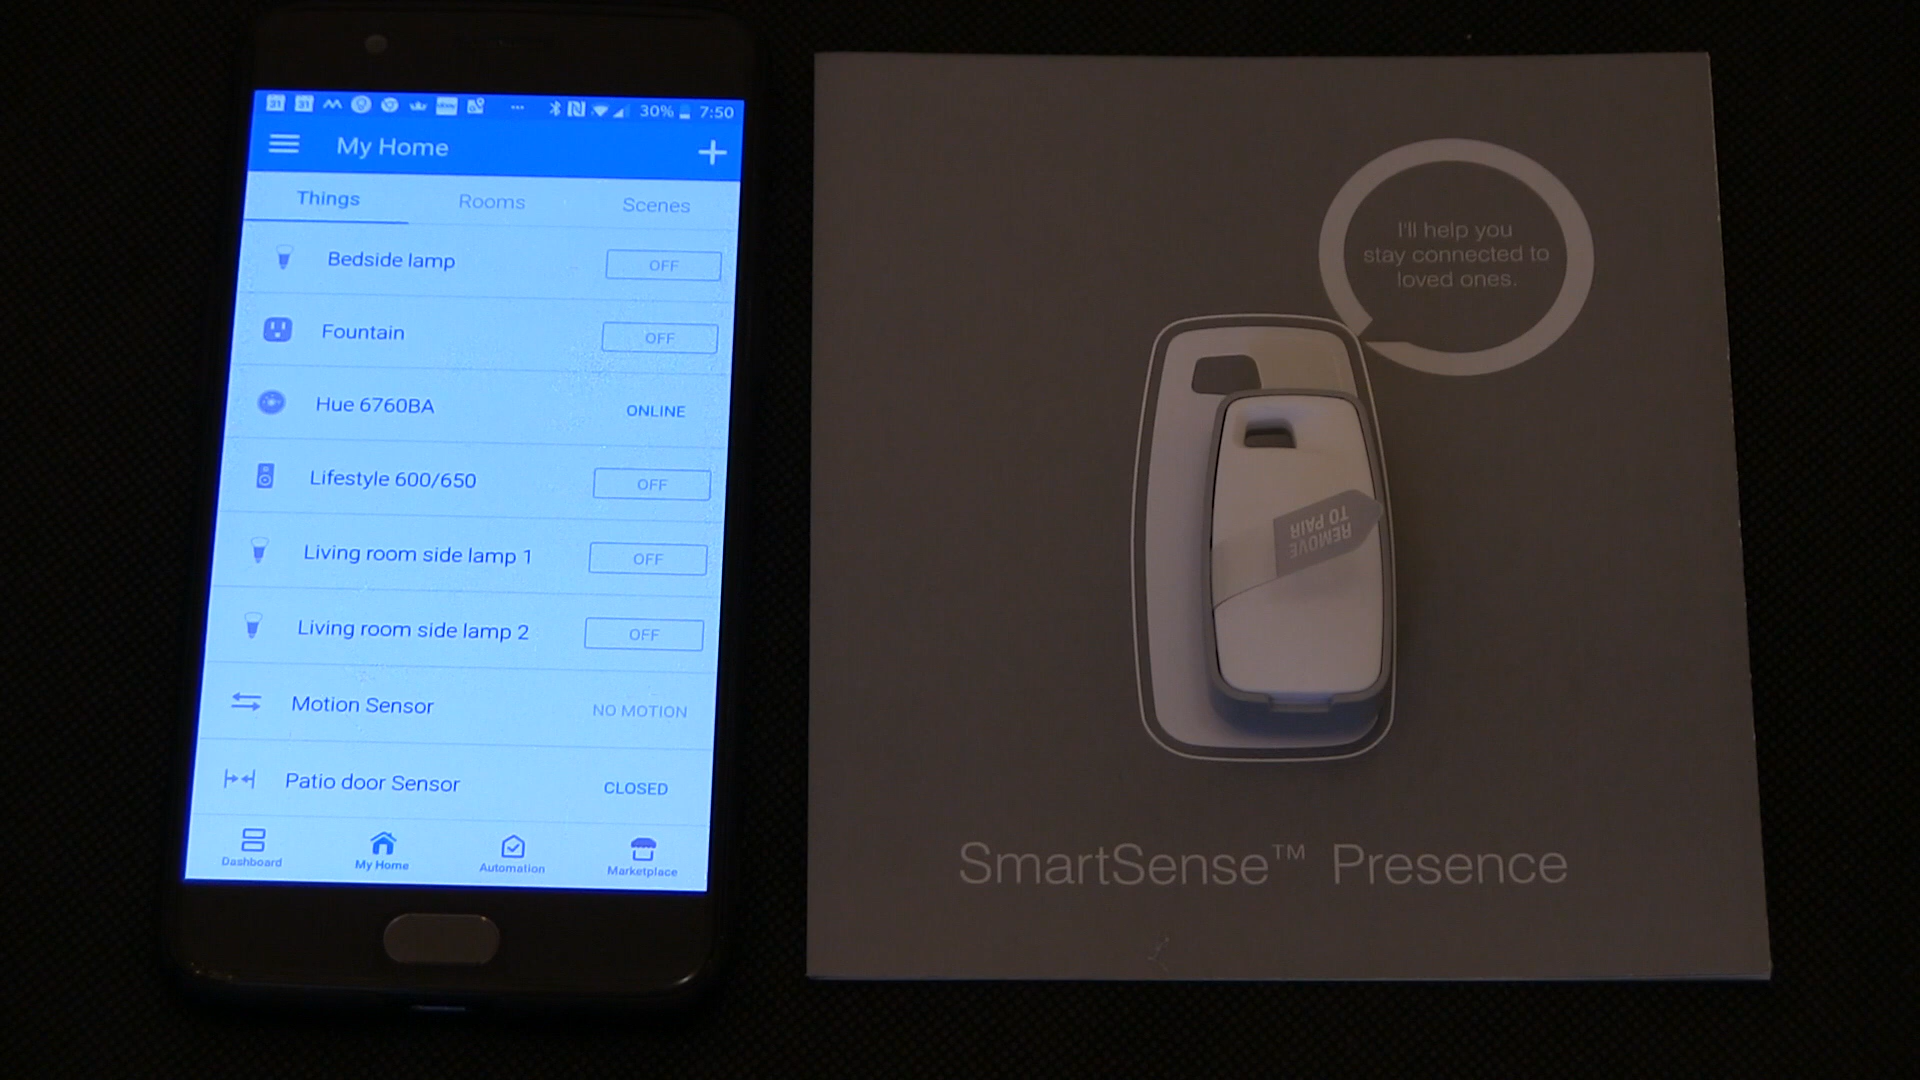 31 31 30% 7:50
My Home
Things Rooms Scenes
Bedside lamp OFF
Fountain OFF
Hue 6760BA ONLINE
Lifestyle 600/650 OFF
Living room side lamp 1 OFF
Living room side lamp 2 OFF
Motion Sensor NO MOTION
Patio door Sensor CLOSED
Dashboard My Home Automation Marketplace
I'll help you
stay connected to
loved ones.
REMOVE
TO PAIR
SmartSense™ Presence